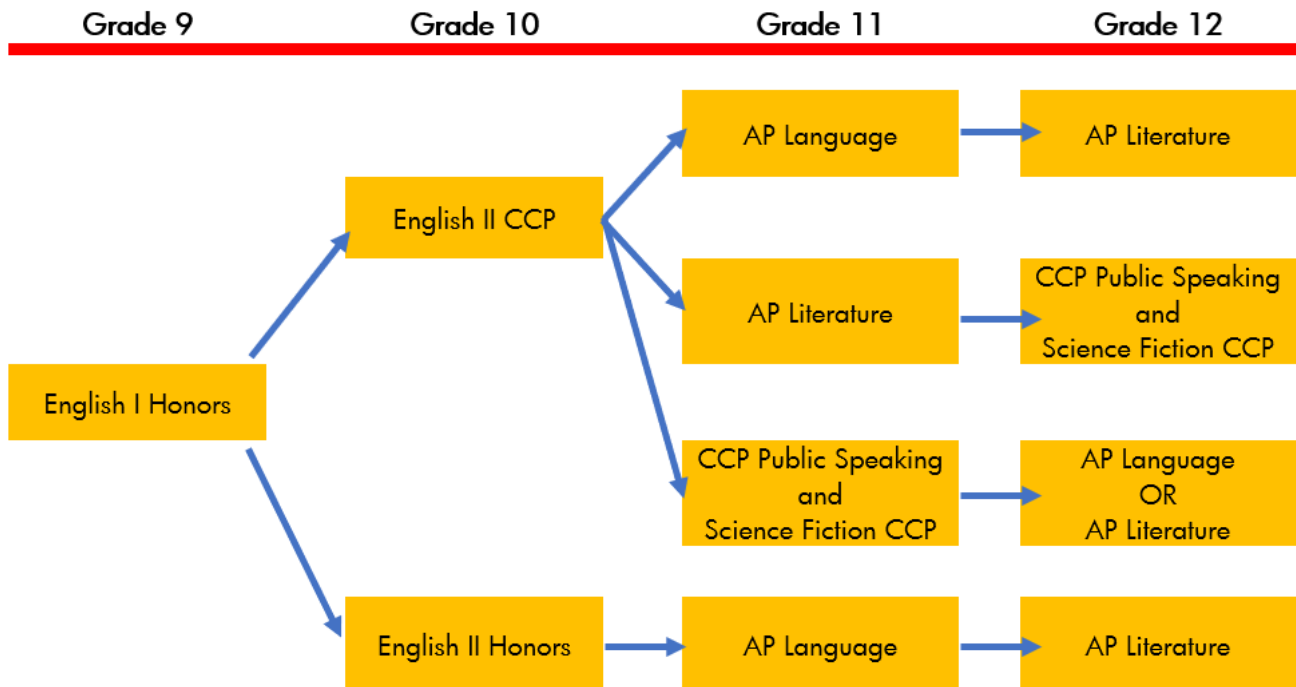 Grade 9
Grade 10
Grade 11
Grade 12
AP Language
AP Literature
English II CCP
AP Literature
CCP Public Speaking
and
Science Fiction CCP
English I Honors
CCP Public Speaking
and
Science Fiction CCP
AP Language
OR
AP Literature
English II Honors
AP Language
AP Literature